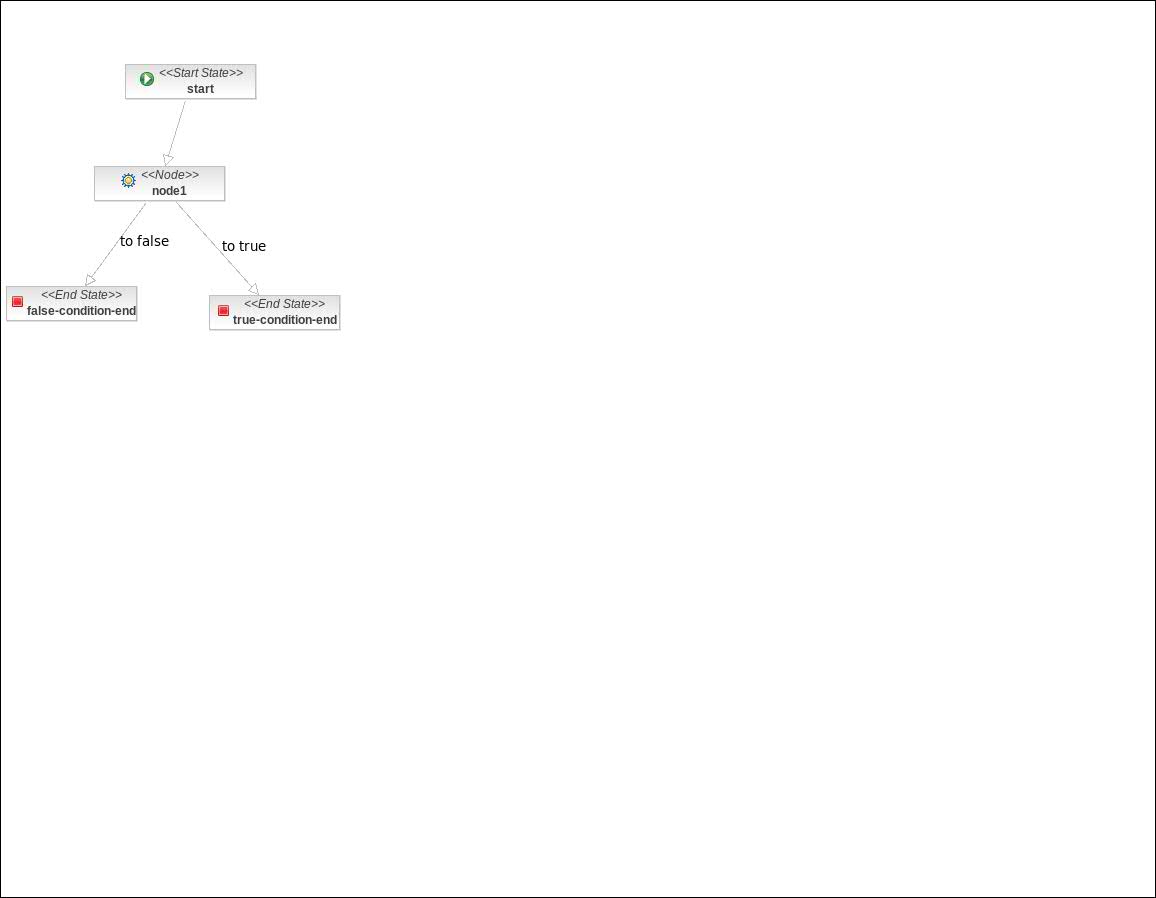 <<Start State>>
start
<<Node>>
node1
to false
to true
<<End State>>
false-condition-end
<<End State>>
true-condition-end